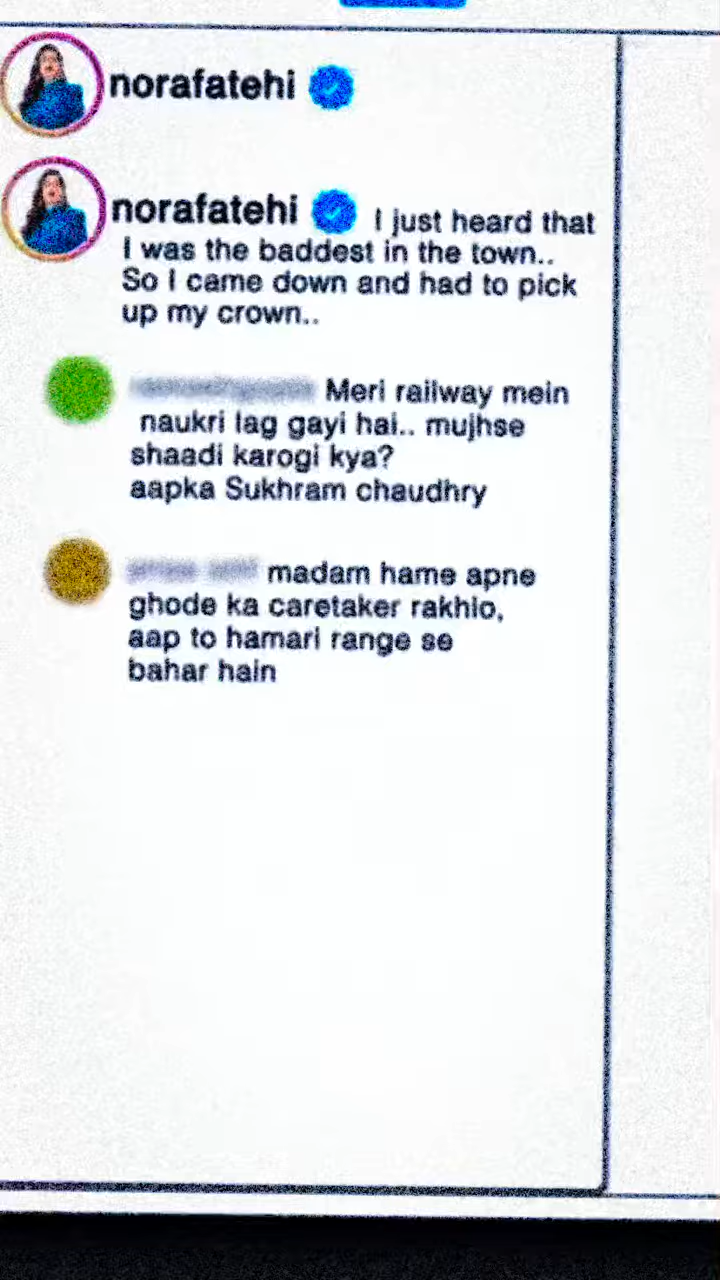 norafatehi
norafatehi I just heard that
I was the baddest in the town..
So I came down and had to pick
up my crown..
Meri railway mein
naukri lag gayi hai.. mujhse
shaadi karogi kya?
aapka Sukhram chaudhry
madam hame apne
ghode ka caretaker rakhlo,
aap to hamari range se
bahar hain